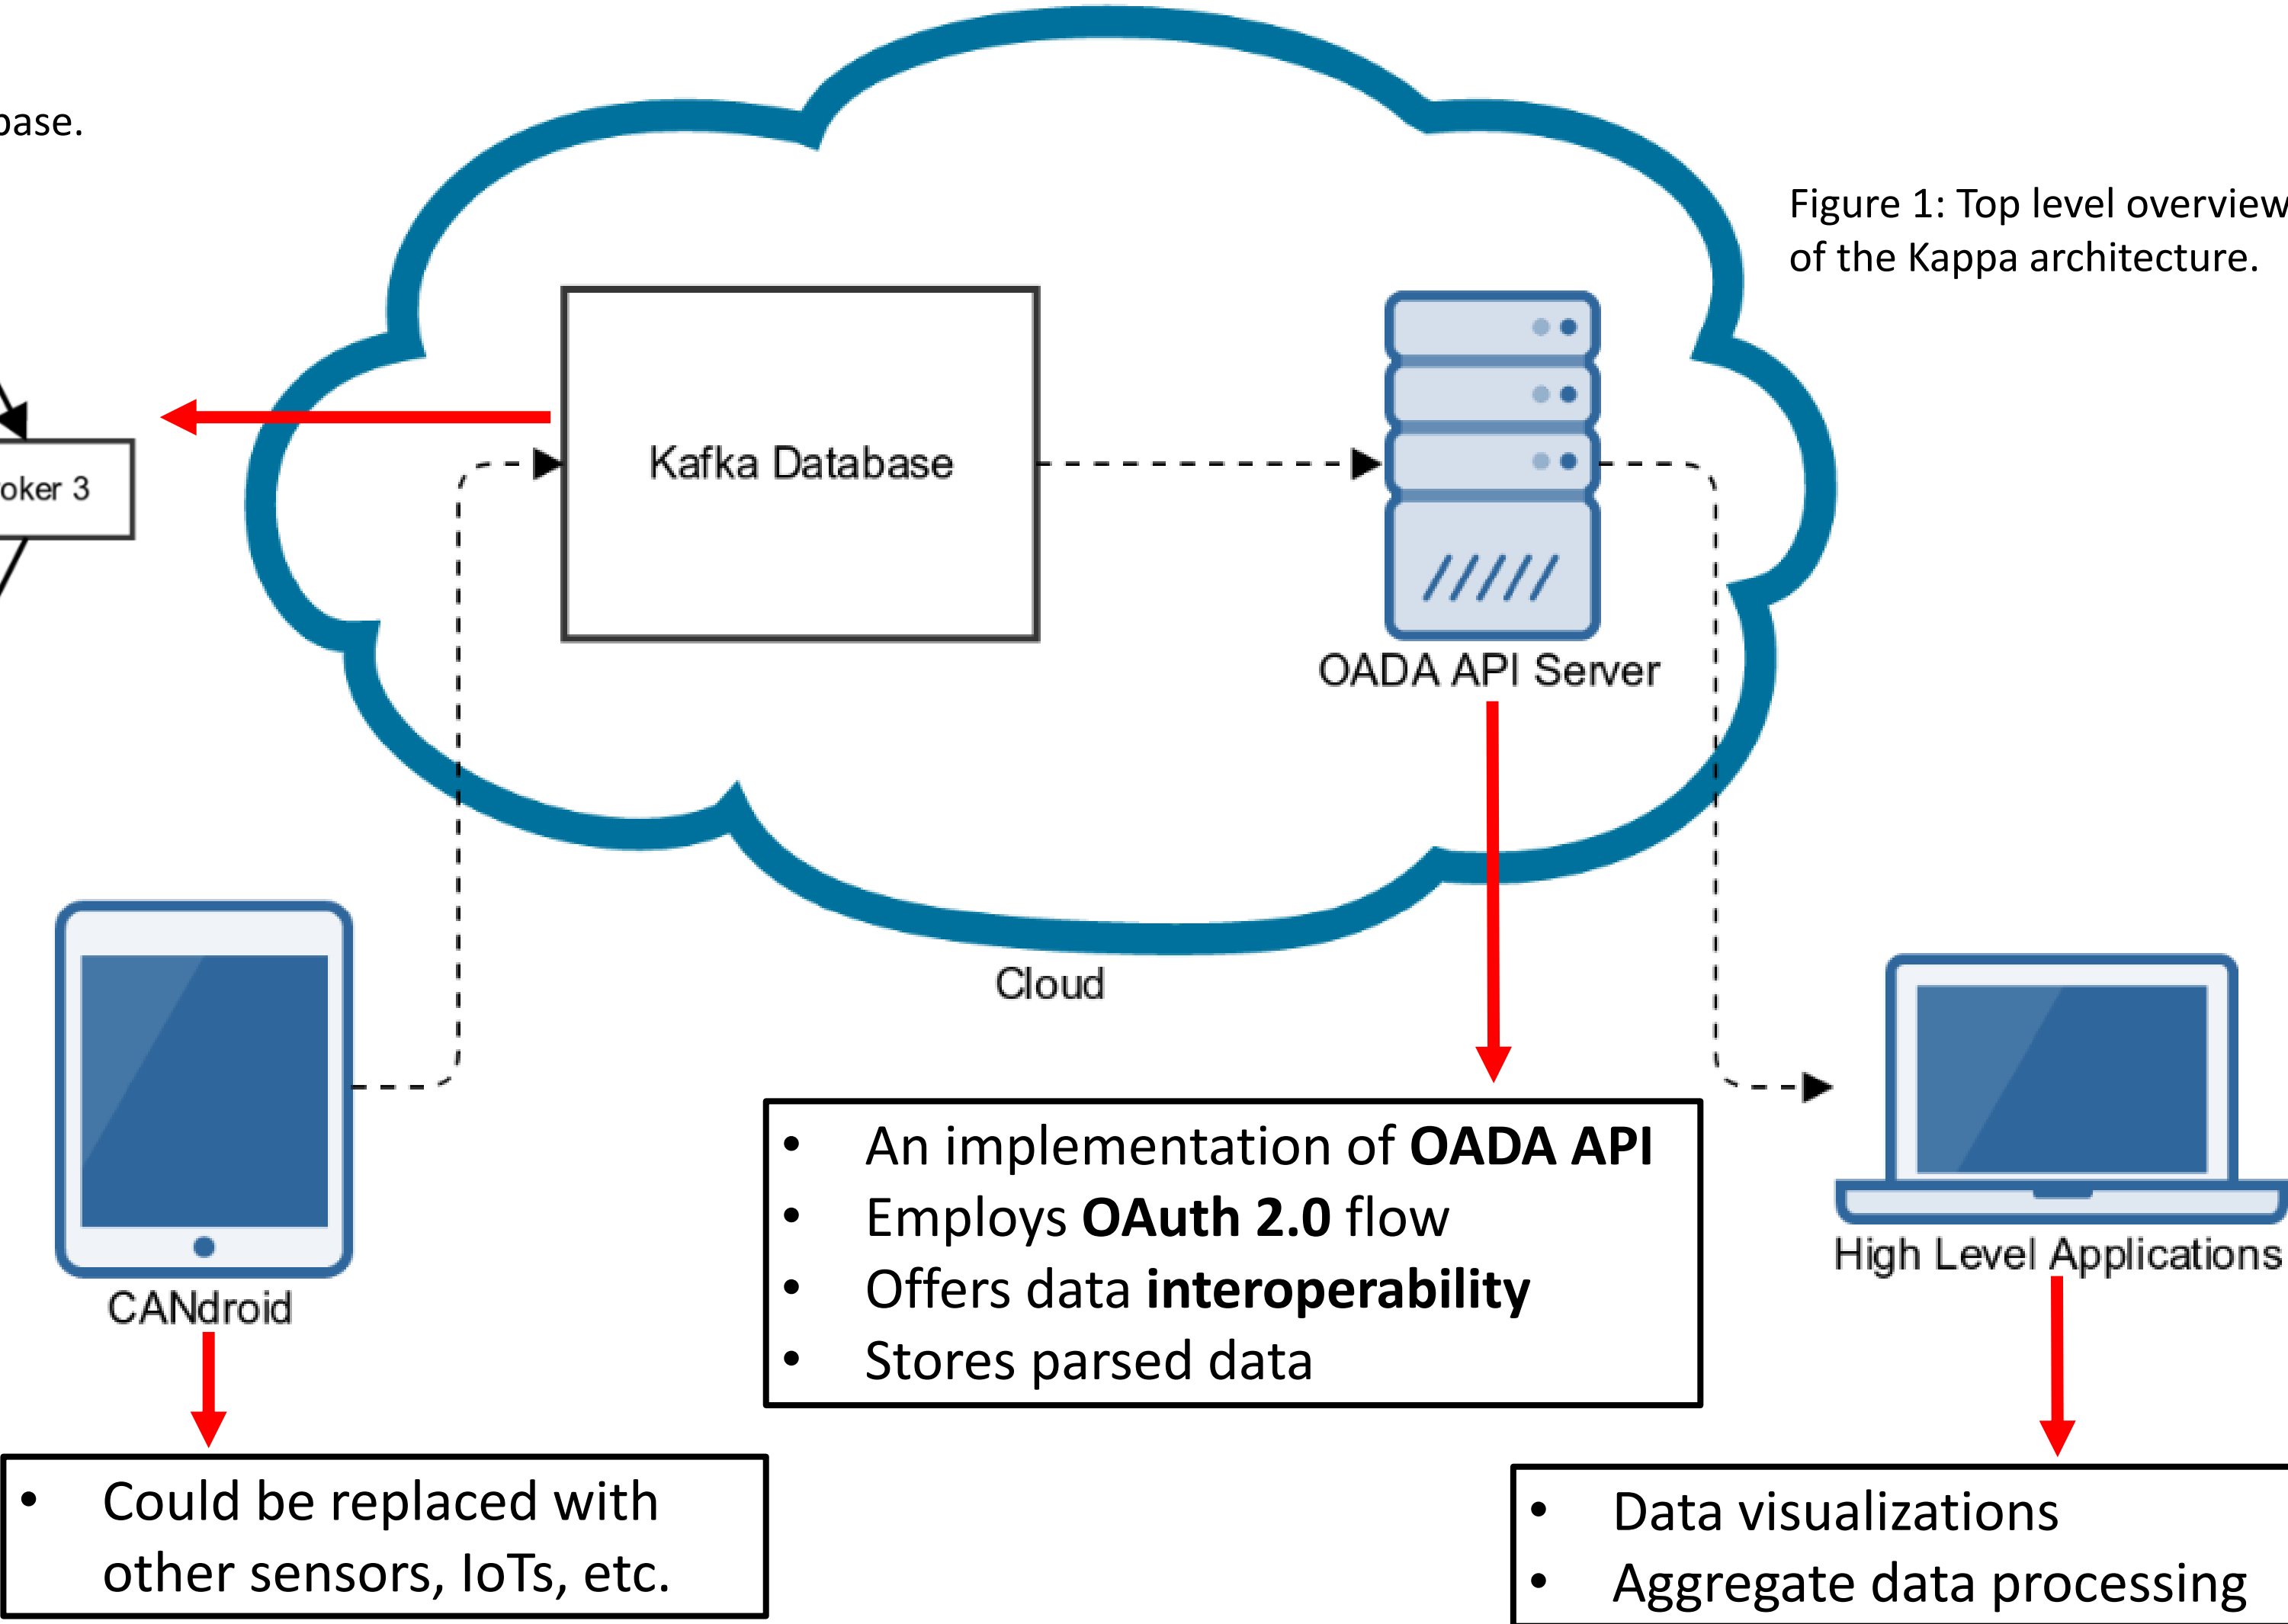 base.
Figure 1: Top level overview
of the Kappa architecture.
Kafka Database
oker 3
OADA API Server
Cloud
CANdroid
High Level Applications
• An implementation of OADA API
• Employs OAuth 2.0 flow
• Offers data interoperability
• Stores parsed data
• Could be replaced with
other sensors, IoTs, etc.
• Data visualizations
• Aggregate data processing